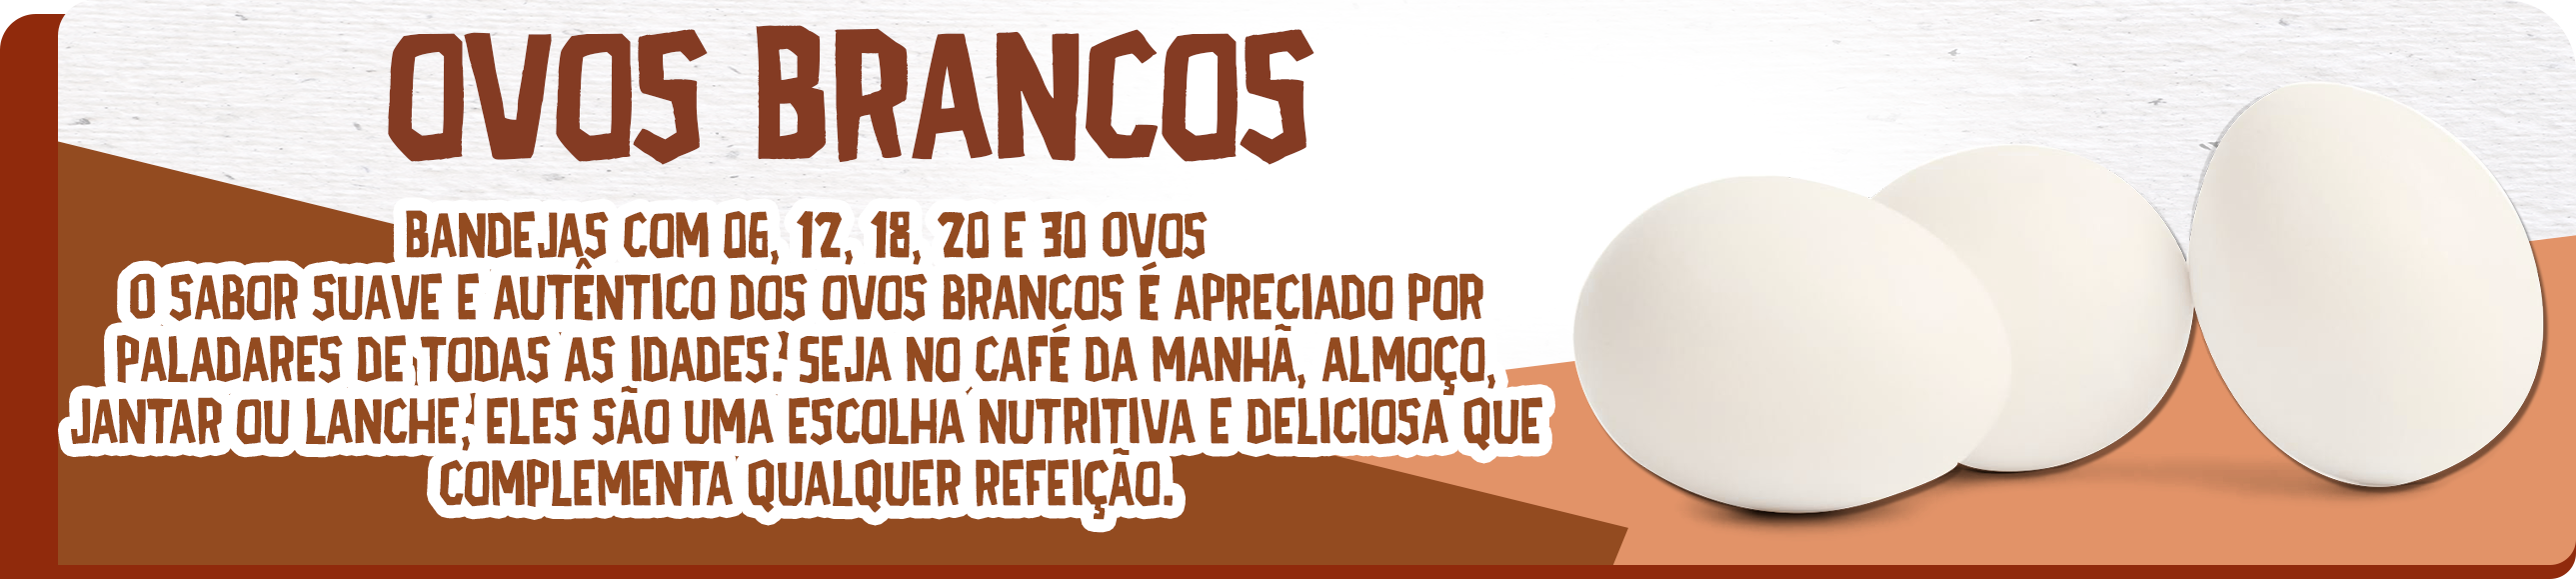 OVOS BRANCOS
BANDEJAS COM 06, 12, 18, 20 E 30 OVOS
O SABOR SUAVE E AUTÊNTICO DOS OVOS BRANCOS É APRECIADO POR
PALADARES DE TODAS AS IDADES. SEJA NO CAFÉ DA MANHÃ, ALMOÇO,
JANTAR OU LANCHE, ELES SÃO UMA ESCOLHA NUTRITIVA E DELICIOSA QUE
COMPLEMENTA QUALQUER REFEIÇÃO.